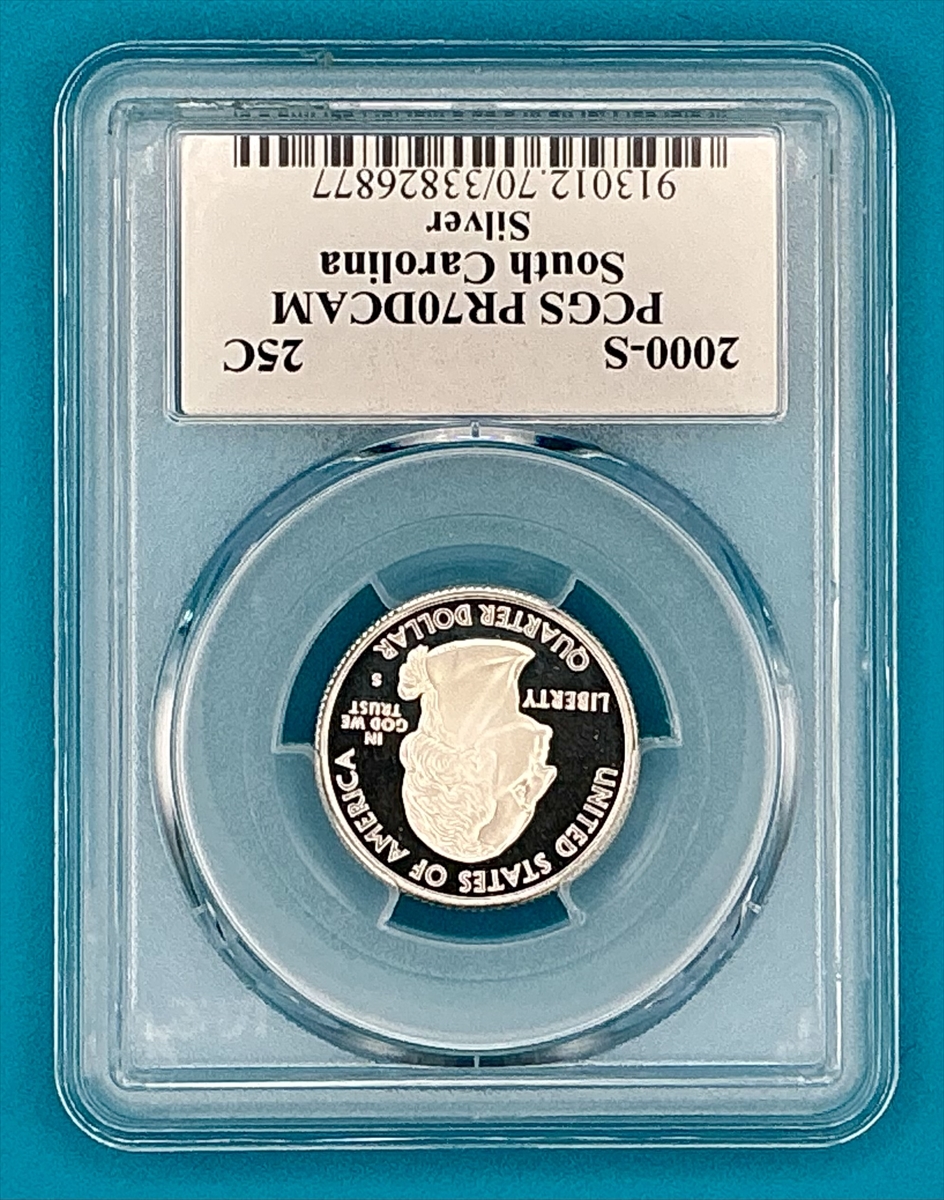 2000-S 25C
PCGS PR70DCAM
South Carolina
Silver
913012.70/33826877
UNITED STATES OF AMERICA
LIBERTY
IN
GOD WE
TRUST
S
QUARTER DOLLAR